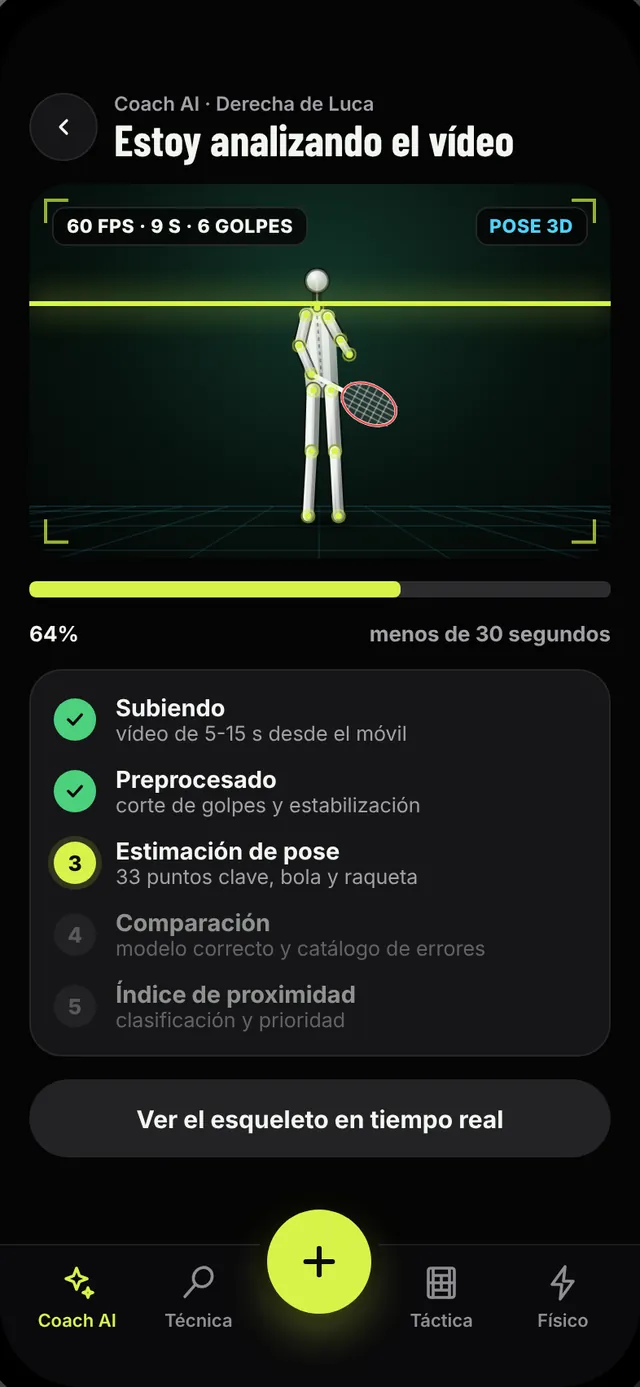 Coach AI · Derecha de Luca
Estoy analizando el vídeo
60 FPS · 9 S · 6 GOLPES
POSE 3D
64%
menos de 30 segundos
Subiendo
vídeo de 5-15 s desde el móvil
Preprocesado
corte de golpes y estabilización
3
Estimación de pose
33 puntos clave, bola y raqueta
4
Comparación
modelo correcto y catálogo de errores
5
Índice de proximidad
clasificación y prioridad
Ver el esqueleto en tiempo real
Coach AI
Técnica
Táctica
Físico